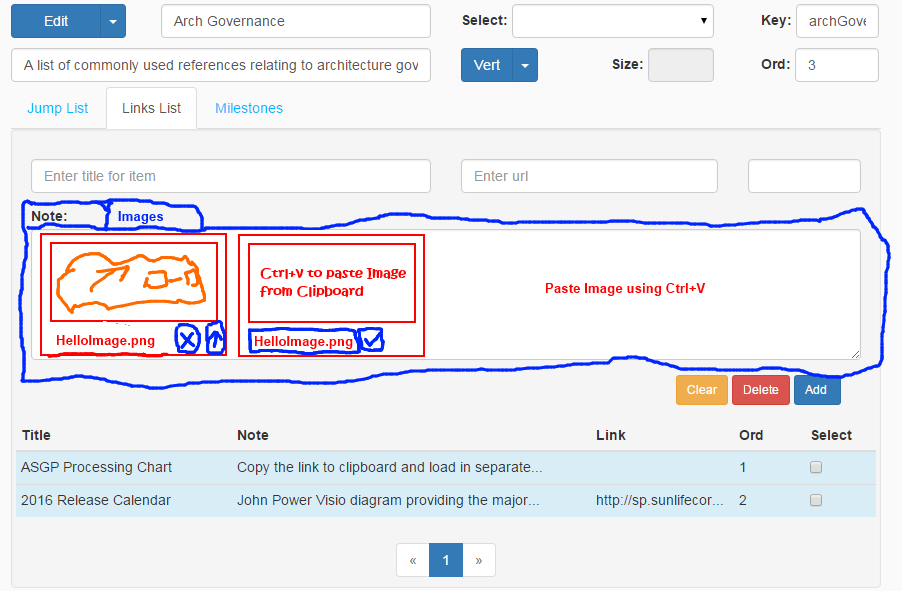 Edit Arch Governance Select: Key: archGove
A list of commonly used references relating to architecture gov Vert Size: Ord: 3
Jump List Links List Milestones
Enter title for item Enter url
Note: Images
Ctrl+V to paste Image
from Clipboard
Paste Image using Ctrl+V
HelloImage.png HelloImage.png
Clear Delete Add
Title Note Link Ord Select
ASGP Processing Chart Copy the link to clipboard and load in separate... 1
2016 Release Calendar John Power Visio diagram providing the major... http://sp.sunlifecor... 2
« 1 »